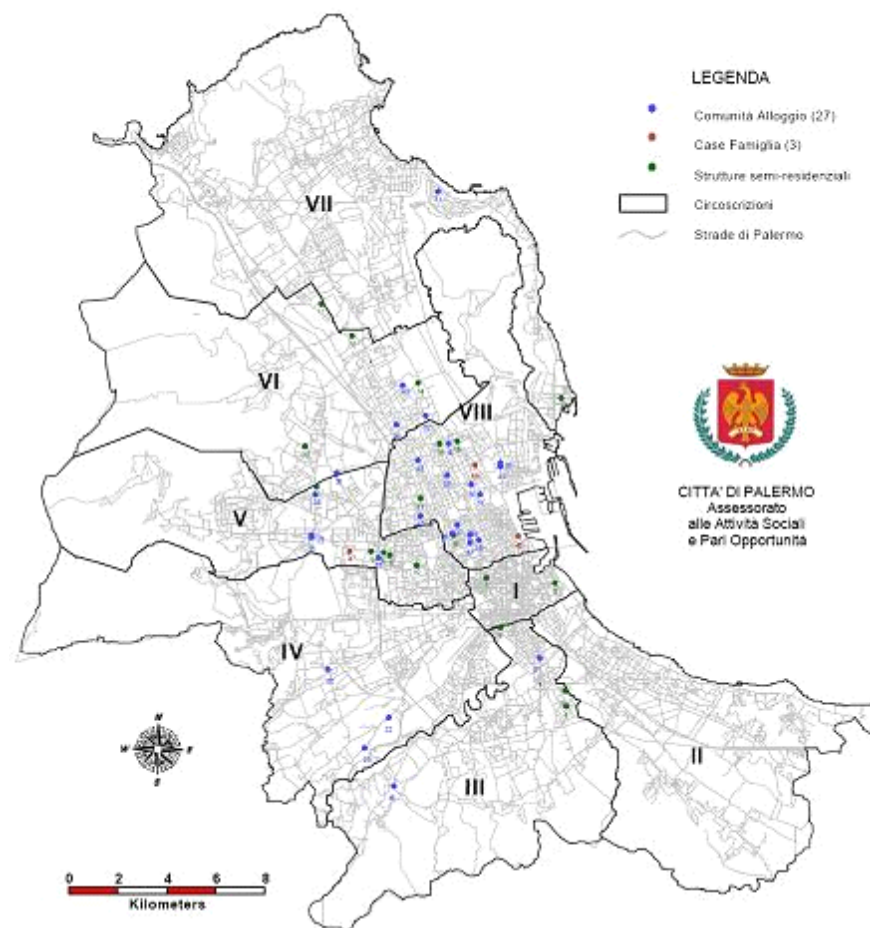 LEGENDA
Comunità Alloggio (27)
Case Famiglia (3)
Strutture semi-residenziali
Circoscrizioni
Strade di Palermo
VII
VI
VIII
V
I
IV
III
II
CITTA' DI PALERMO
Assessorato
alle Attività Sociali
e Pari Opportunità
N
W E
S
0 2 4 6 8
Kilometers